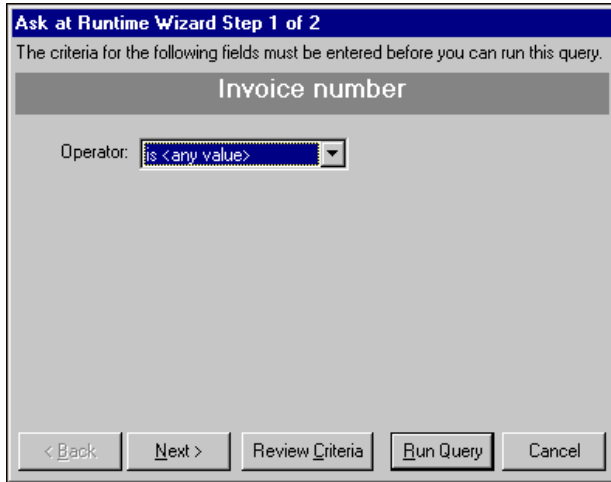 Ask at Runtime Wizard Step 1 of 2
The criteria for the following fields must be entered before you can run this query.
Invoice number
Operator: is <any value>
< Back Next > Review Criteria Run Query Cancel